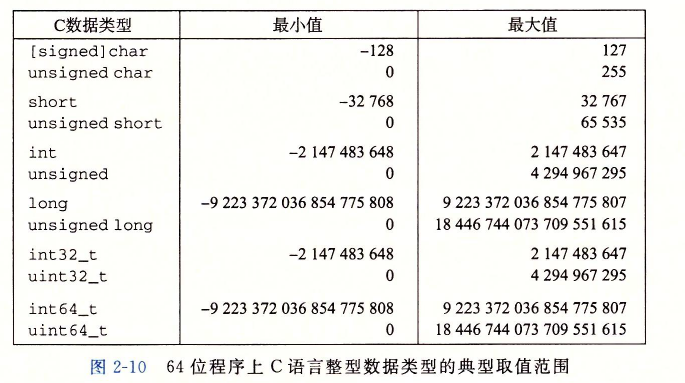 C数据类型 最小值 最大值
[signed]char −128 127
unsigned char 0 255
short −32 768 32 767
unsigned short 0 65 535
int −2 147 483 648 2 147 483 647
unsigned 0 4 294 967 295
long −9 223 372 036 854 775 808 9 223 372 036 854 775 807
unsigned long 0 18 446 744 073 709 551 615
int32_t −2 147 483 648 2 147 483 647
uint32_t 0 4 294 967 295
int64_t −9 223 372 036 854 775 808 9 223 372 036 854 775 807
uint64_t 0 18 446 744 073 709 551 615
图 2-10 64 位程序上 C 语言整型数据类型的典型取值范围